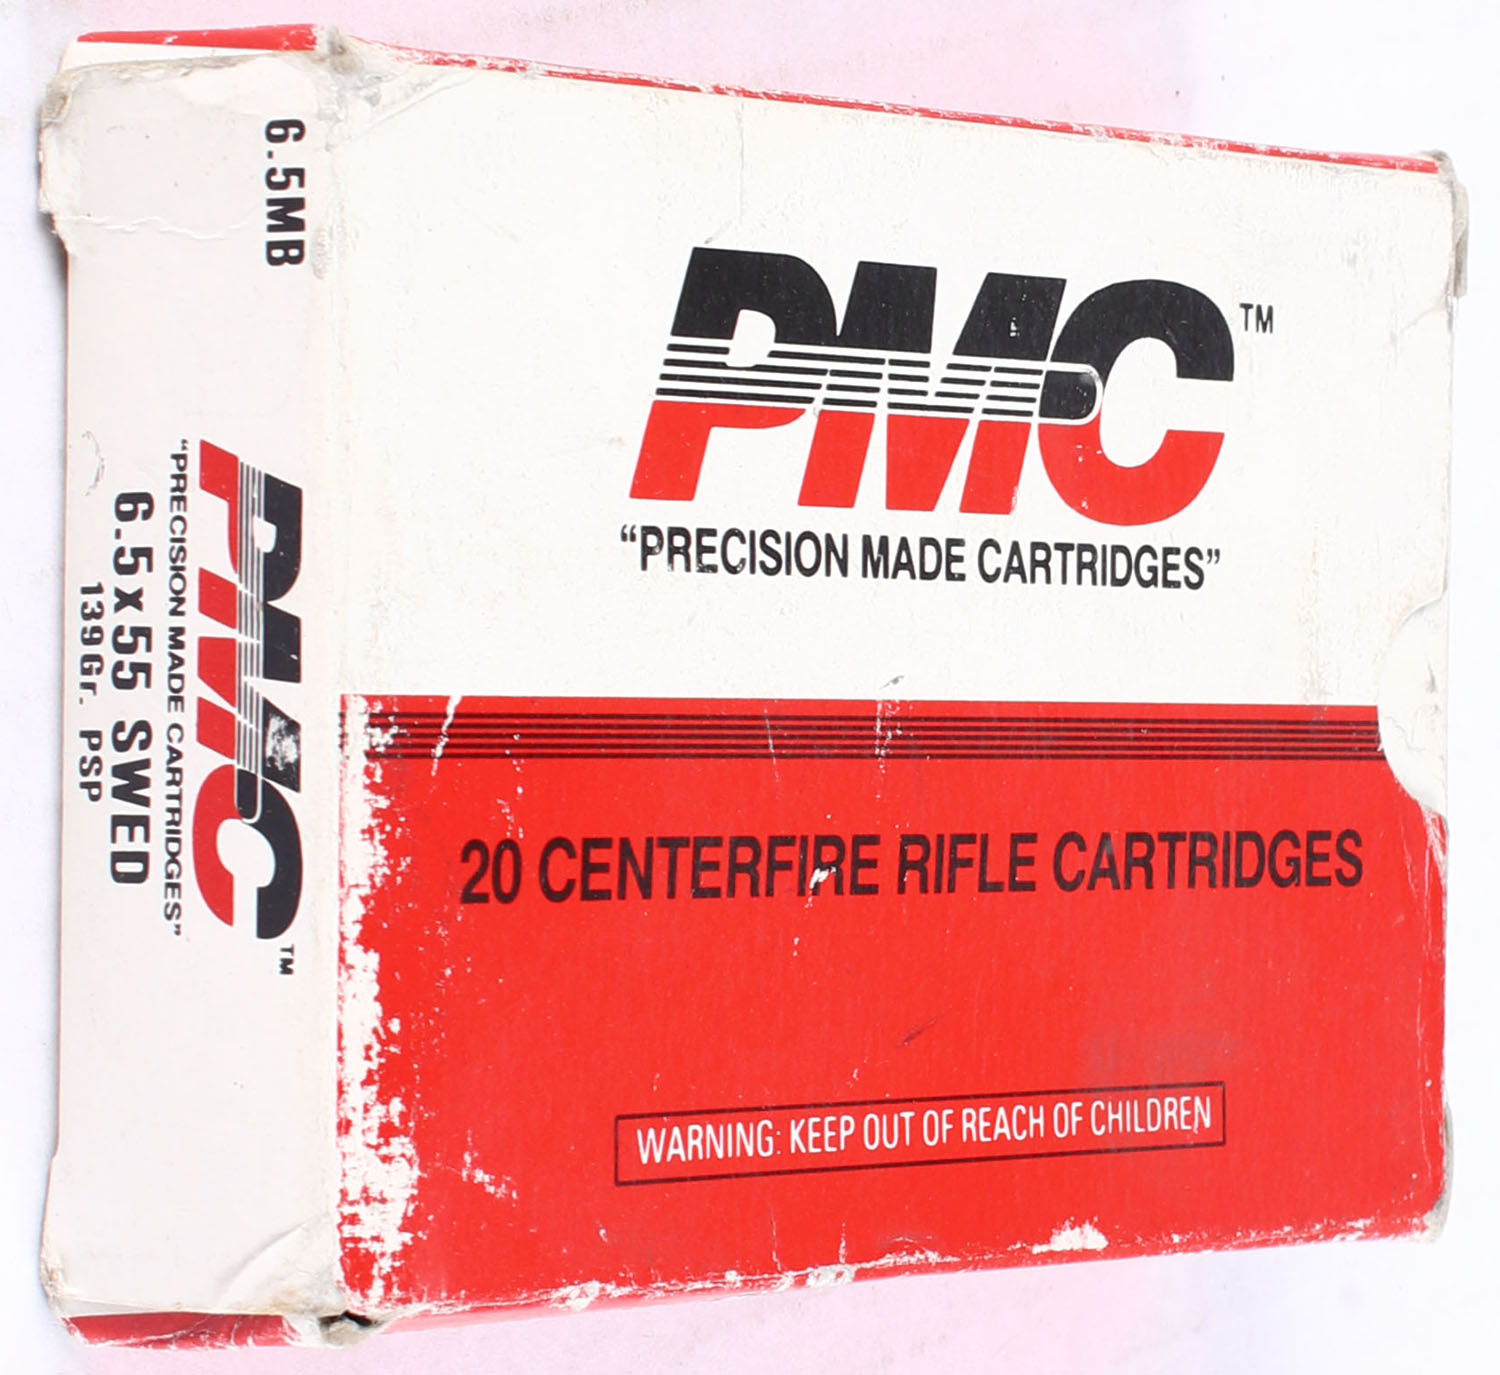 PMC™
“PRECISION MADE CARTRIDGES”
20 CENTERFIRE RIFLE CARTRIDGES
WARNING: KEEP OUT OF REACH OF CHILDREN
6.5MB
PMC™
“PRECISION MADE CARTRIDGES”
6.5x55 SWED
139Gr. PSP